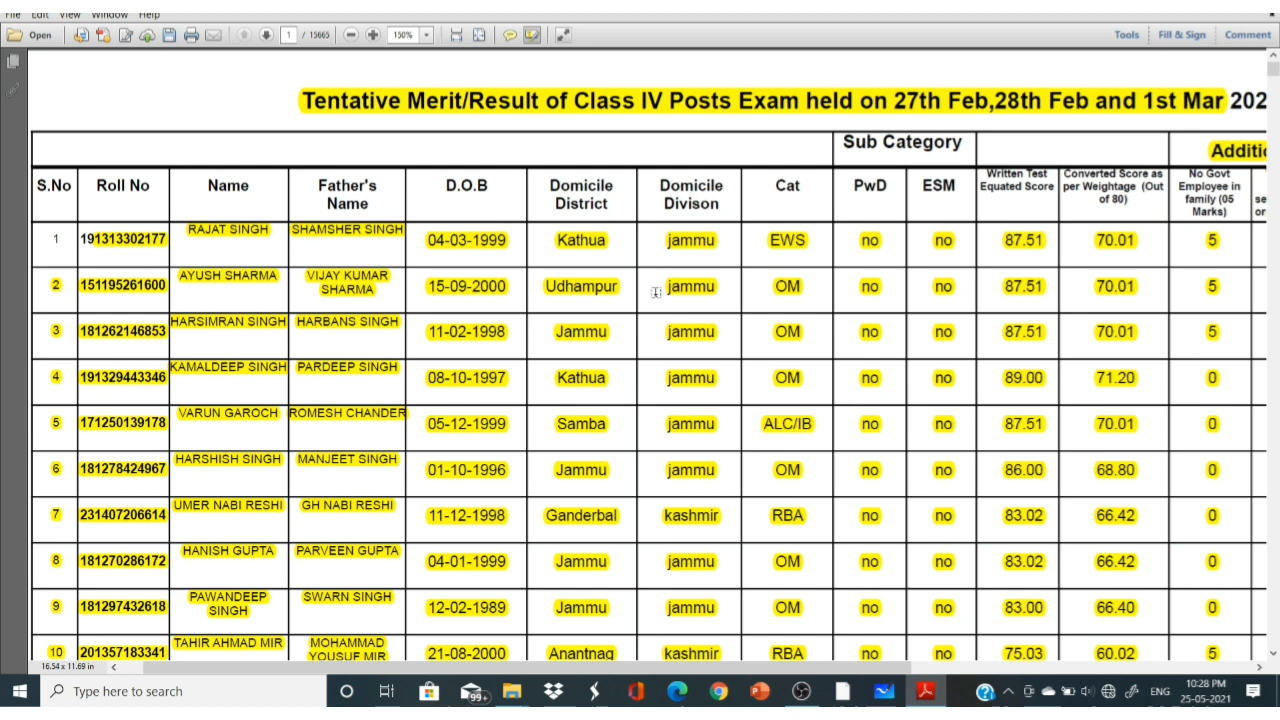 File Edit View Window Help
Open 1 / 15665 150% Tools Fill & Sign Comment
Tentative Merit/Result of Class IV Posts Exam held on 27th Feb,28th Feb and 1st Mar 202
Sub Category Additio
S.No Roll No Name Father's Name D.O.B Domicile District Domicile Divison Cat PwD ESM Written Test Equated Score Converted Score as per Weightage (Out of 80) No Govt Employee in family (05 Marks) se or
1 191313302177 RAJAT SINGH SHAMSHER SINGH 04-03-1999 Kathua jammu EWS no no 87.51 70.01 5
2 151195261600 AYUSH SHARMA VIJAY KUMAR SHARMA 15-09-2000 Udhampur jammu OM no no 87.51 70.01 5
3 181262146853 HARSIMRAN SINGH HARBANS SINGH 11-02-1998 Jammu jammu OM no no 87.51 70.01 5
4 191329443346 KAMALDEEP SINGH PARDEEP SINGH 08-10-1997 Kathua jammu OM no no 89.00 71.20 0
5 171250139178 VARUN GAROCH ROMESH CHANDER 05-12-1999 Samba jammu ALC/IB no no 87.51 70.01 0
6 181278424967 HARSHISH SINGH MANJEET SINGH 01-10-1996 Jammu jammu OM no no 86.00 68.80 0
7 231407206614 UMER NABI RESHI GH NABI RESHI 11-12-1998 Ganderbal kashmir RBA no no 83.02 66.42 0
8 181270286172 HANISH GUPTA PARVEEN GUPTA 04-01-1999 Jammu jammu OM no no 83.02 66.42 0
9 181297432618 PAWANDEEP SINGH SWARN SINGH 12-02-1989 Jammu jammu OM no no 83.00 66.40 0
10 201357183341 TAHIR AHMAD MIR MOHAMMAD YOUSUF MIR 21-08-2000 Anantnag kashmir RBA no no 75.03 60.02 5
16.54 x 11.69 in
Type here to search 99+ ENG 10:28 PM
25-05-2021